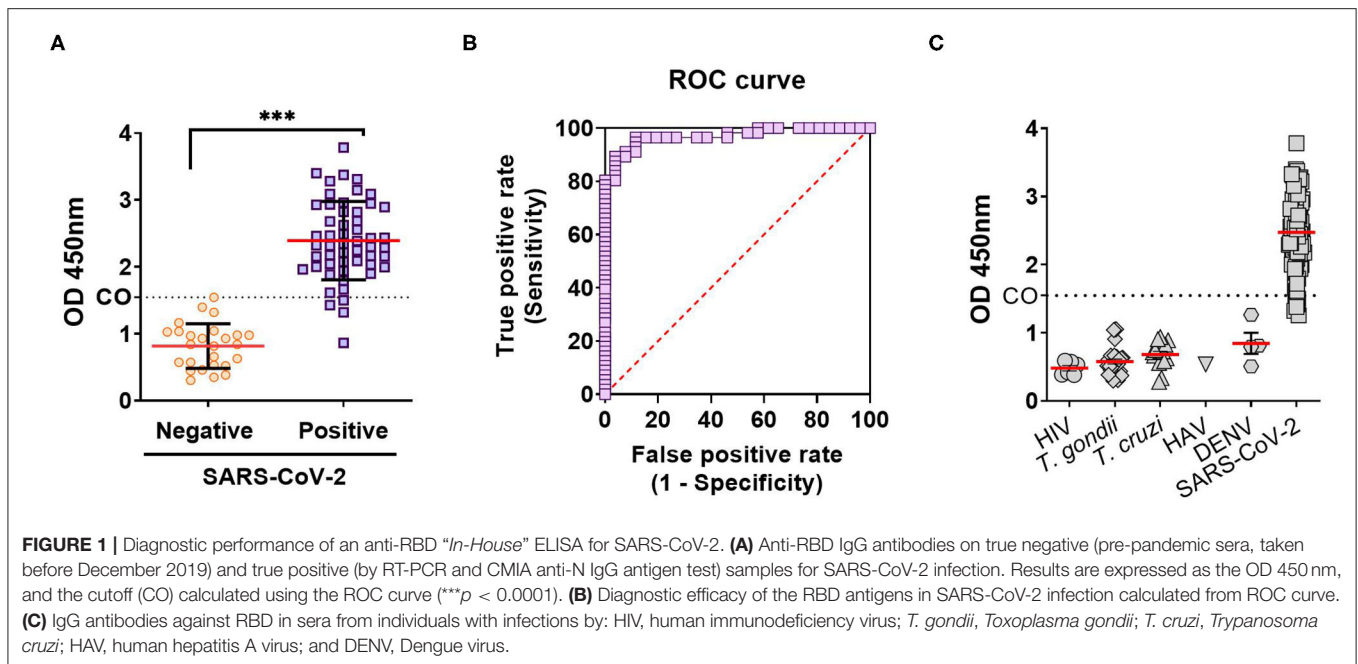 A
***
4
3
2
CO
1
0
OD 450nm
Negative Positive
SARS-CoV-2
B
ROC curve
100
80
60
40
20
0
True positive rate
(Sensitivity)
0 20 40 60 80 100
False positive rate
(1 - Specificity)
C
4
3
2
CO
1
0
OD 450nm
HIV
T. gondii
T. cruzi
HAV
DENV
SARS-CoV-2
FIGURE 1 | Diagnostic performance of an anti-RBD “In-House” ELISA for SARS-CoV-2. (A) Anti-RBD IgG antibodies on true negative (pre-pandemic sera, taken
before December 2019) and true positive (by RT-PCR and CMIA anti-N IgG antigen test) samples for SARS-CoV-2 infection. Results are expressed as the OD 450 nm,
and the cutoff (CO) calculated using the ROC curve (***p < 0.0001). (B) Diagnostic efficacy of the RBD antigens in SARS-CoV-2 infection calculated from ROC curve.
(C) IgG antibodies against RBD in sera from individuals with infections by: HIV, human immunodeficiency virus; T. gondii, Toxoplasma gondii; T. cruzi, Trypanosoma
cruzi; HAV, human hepatitis A virus; and DENV, Dengue virus.